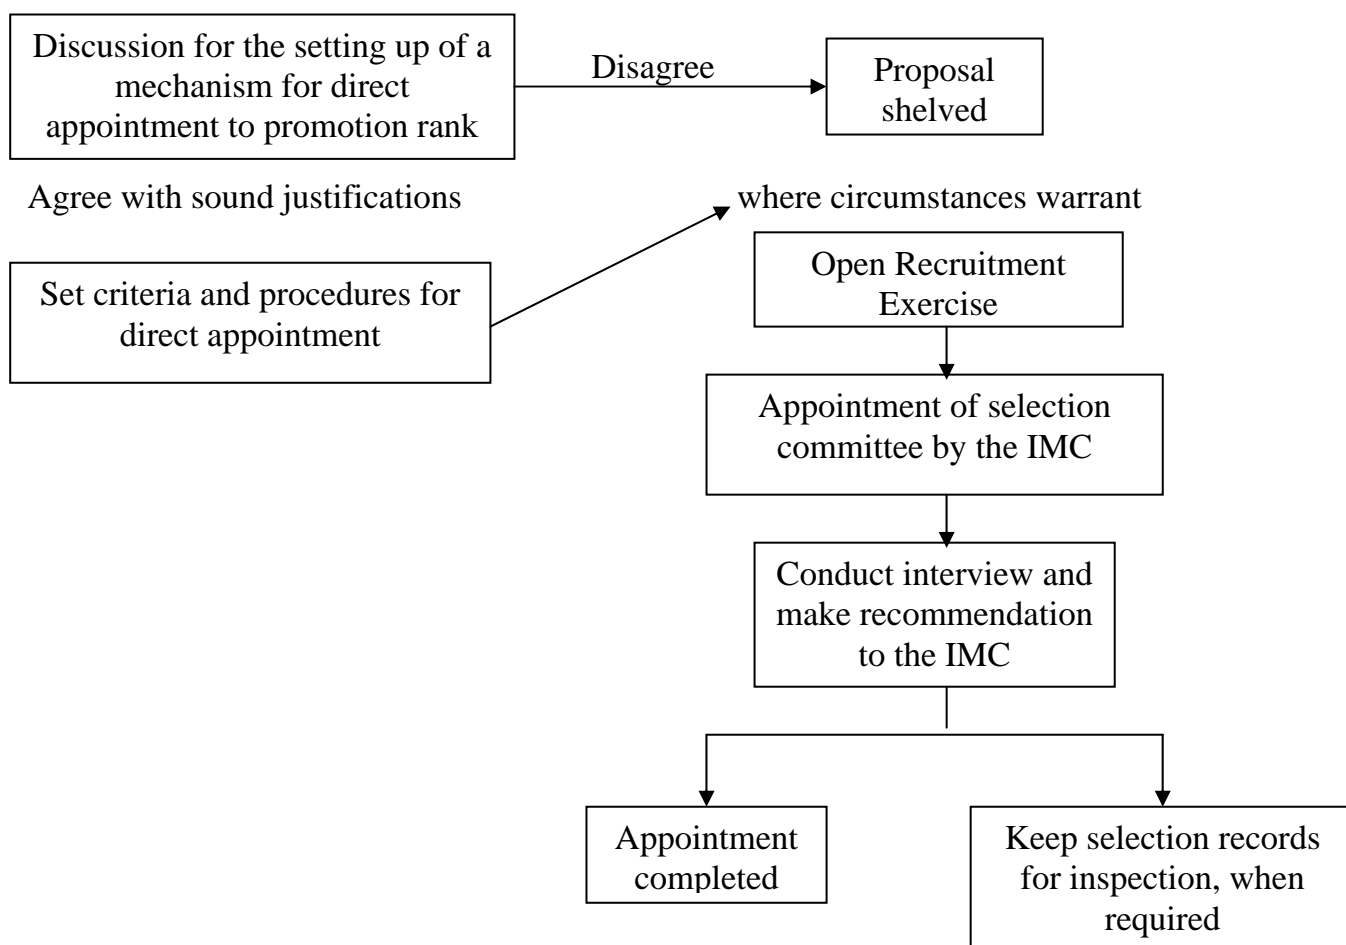 Discussion for the setting up of a
mechanism for direct
appointment to promotion rank
Disagree
Proposal
shelved
Agree with sound justifications
where circumstances warrant
Set criteria and procedures for
direct appointment
Open Recruitment
Exercise
Appointment of selection
committee by the IMC
Conduct interview and
make recommendation
to the IMC
Appointment
completed
Keep selection records
for inspection, when
required